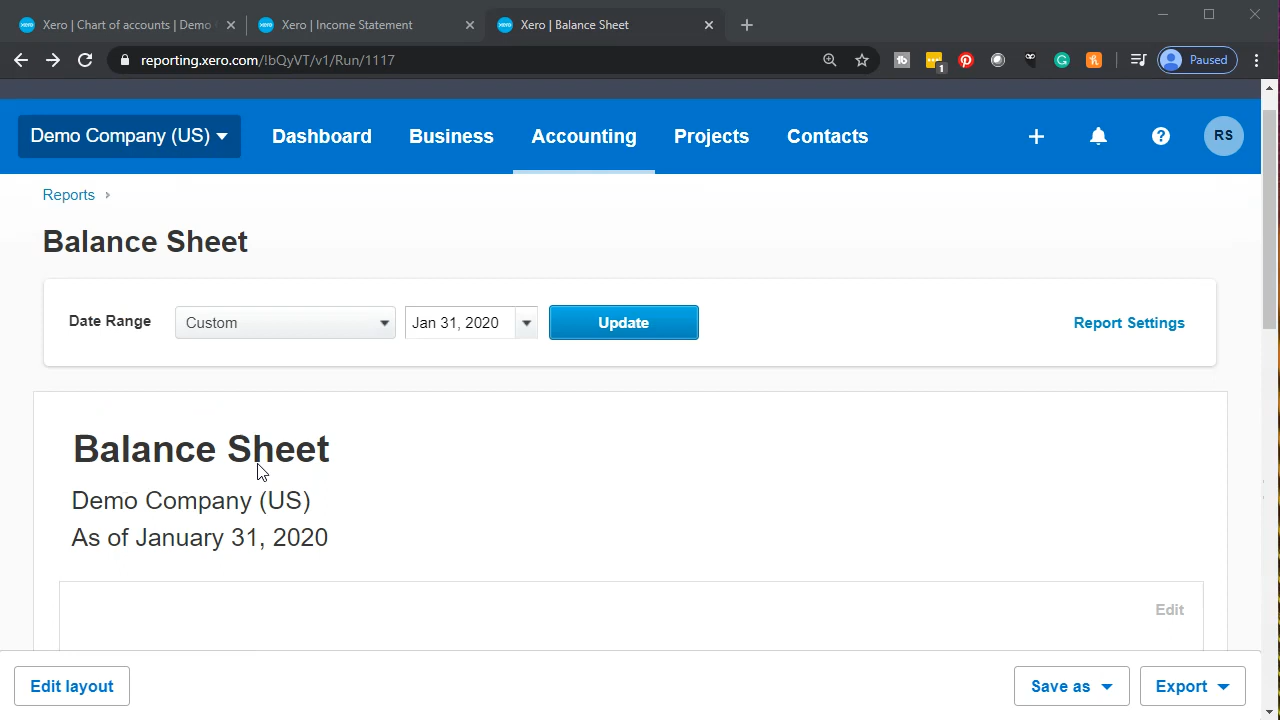 Xero | Chart of accounts | Demo
Xero | Income Statement
Xero | Balance Sheet
reporting.xero.com/!bQyVT/v1/Run/1117
1
Paused
Demo Company (US)
Dashboard
Business
Accounting
Projects
Contacts
RS
Reports
Balance Sheet
Date Range
Custom
Jan 31, 2020
Update
Report Settings
Balance Sheet
Demo Company (US)
As of January 31, 2020
Edit
Edit layout
Save as
Export